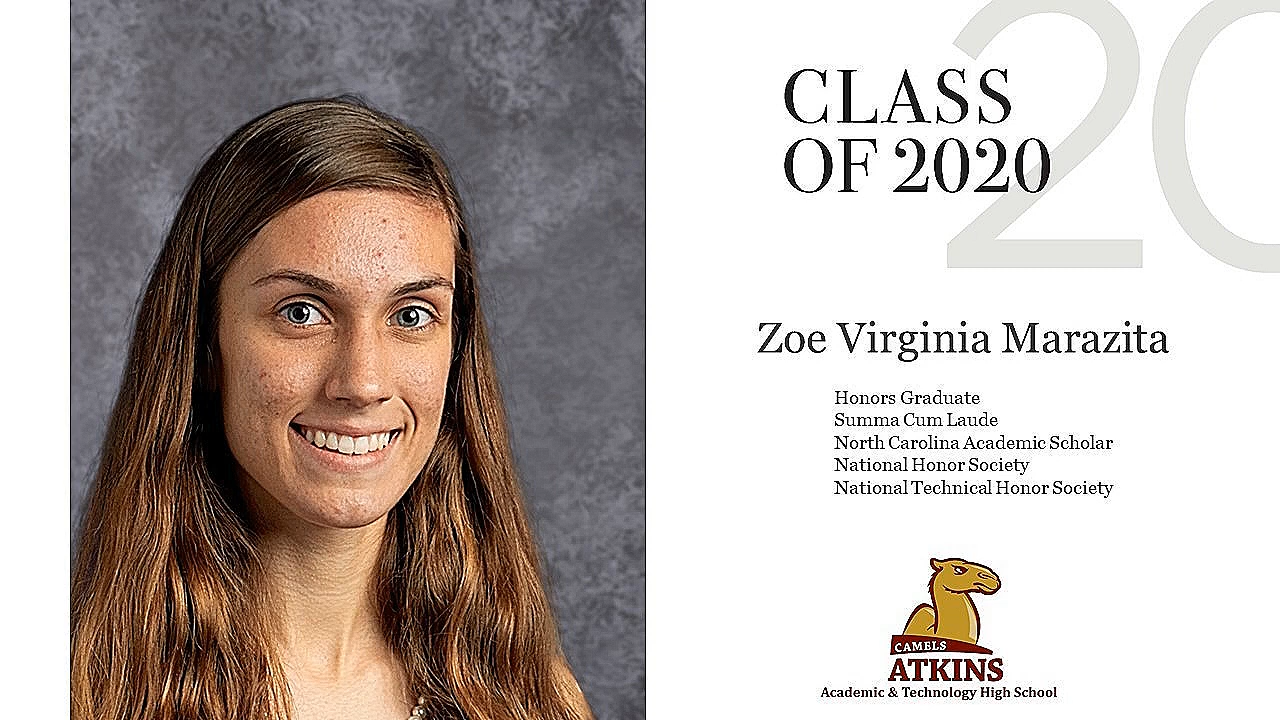 20
CLASS
OF 2020
Zoe Virginia Marazita
Honors Graduate
Summa Cum Laude
North Carolina Academic Scholar
National Honor Society
National Technical Honor Society
CAMELS
ATKINS
Academic & Technology High School